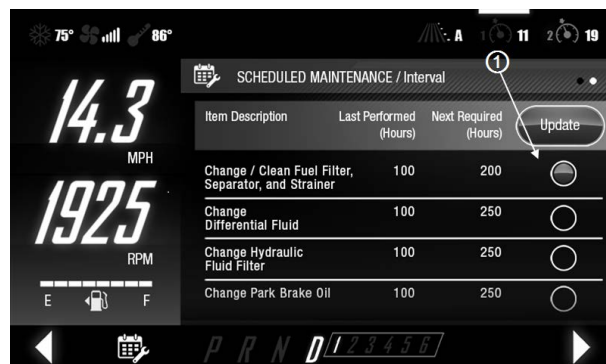 75° 86° A 1 11 2 19
1
SCHEDULED MAINTENANCE / Interval
14.3
MPH
Item Description Last Performed (Hours) Next Required (Hours) Update
Change / Clean Fuel Filter, 100 200
Separator, and Strainer
Change 100 250
Differential Fluid
1925
RPM
Change Hydraulic 100 250
Fluid Filter
Change Park Brake Oil 100 250
E F
P R N D 1 2 3 4 5 6